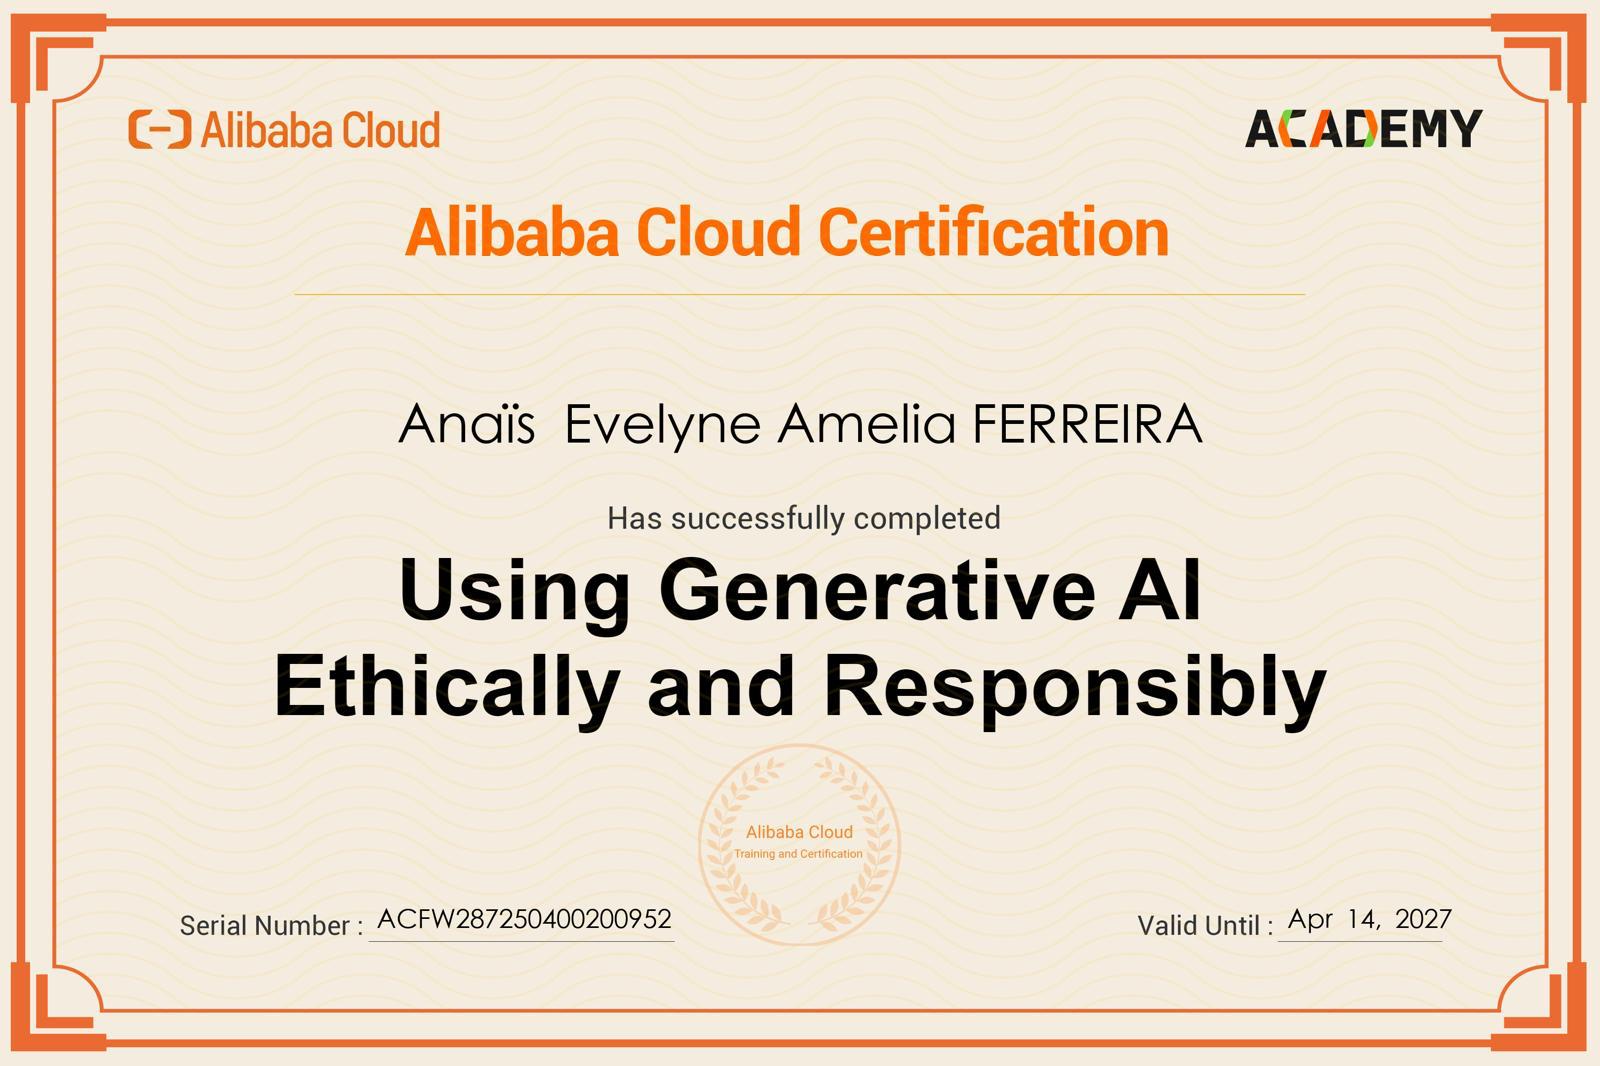 Alibaba Cloud
ACADEMY
Alibaba Cloud Certification
Anaïs  Evelyne Amelia FERREIRA
Has successfully completed
Using Generative AI
Ethically and Responsibly
Alibaba Cloud
Training and Certification
Serial Number : ACFW287250400200952
Valid Until : Apr 14, 2027